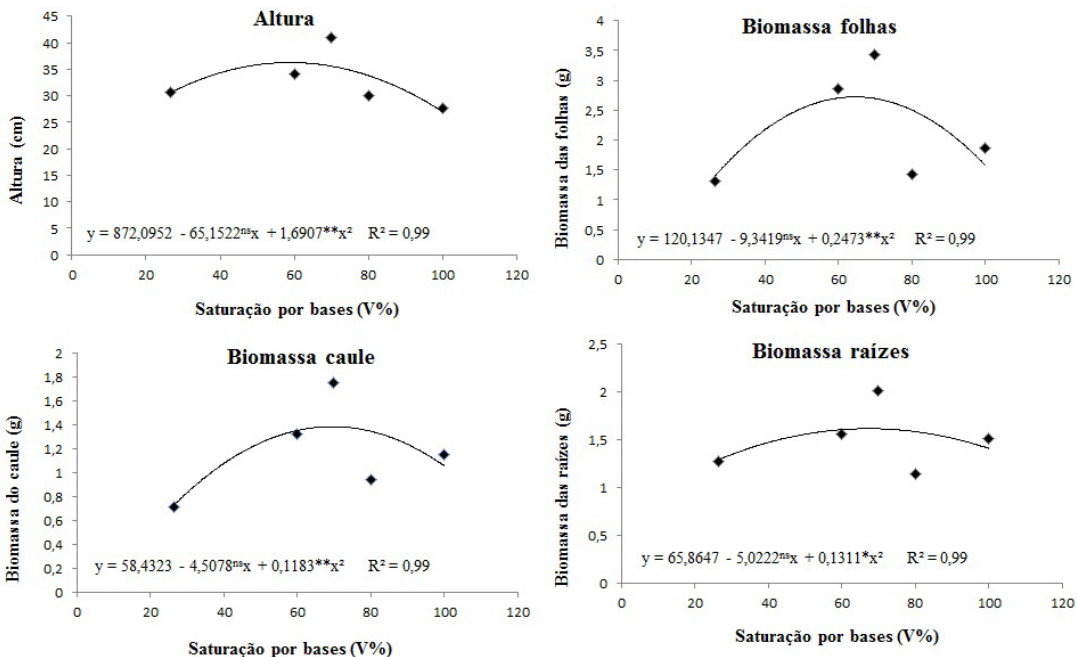 Altura
45
40
35
30
25
20
15
10
5
0
Altura (cm)
y = 872,0952 - 65,1522ⁿˢx + 1,6907**x² R² = 0,99
0 20 40 60 80 100 120
Saturação por bases (V%)
Biomassa folhas
4
3,5
3
2,5
2
1,5
1
0,5
0
Biomassa das folhas (g)
y = 120,1347 - 9,3419ⁿˢx + 0,2473**x² R² = 0,99
0 20 40 60 80 100 120
Saturação por bases (V%)
Biomassa caule
2
1,8
1,6
1,4
1,2
1
0,8
0,6
0,4
0,2
0
Biomassa do caule (g)
y = 58,4323 - 4,5078ⁿˢx + 0,1183**x² R² = 0,99
0 20 40 60 80 100 120
Saturação por bases (V%)
Biomassa raízes
2,5
2
1,5
1
0,5
0
Biomassa das raízes (g)
y = 65,8647 - 5,0222ⁿˢx + 0,1311*x² R² = 0,99
0 20 40 60 80 100 120
Saturação por bases (V%)